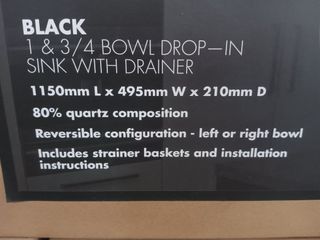 BLACK
1 & 3/4 BOWL DROP—IN
SINK WITH DRAINER
1150mm L x 495mm W x 210mm D
80% quartz composition
Reversible configuration - left or right bowl
Includes strainer baskets and installation
instructions